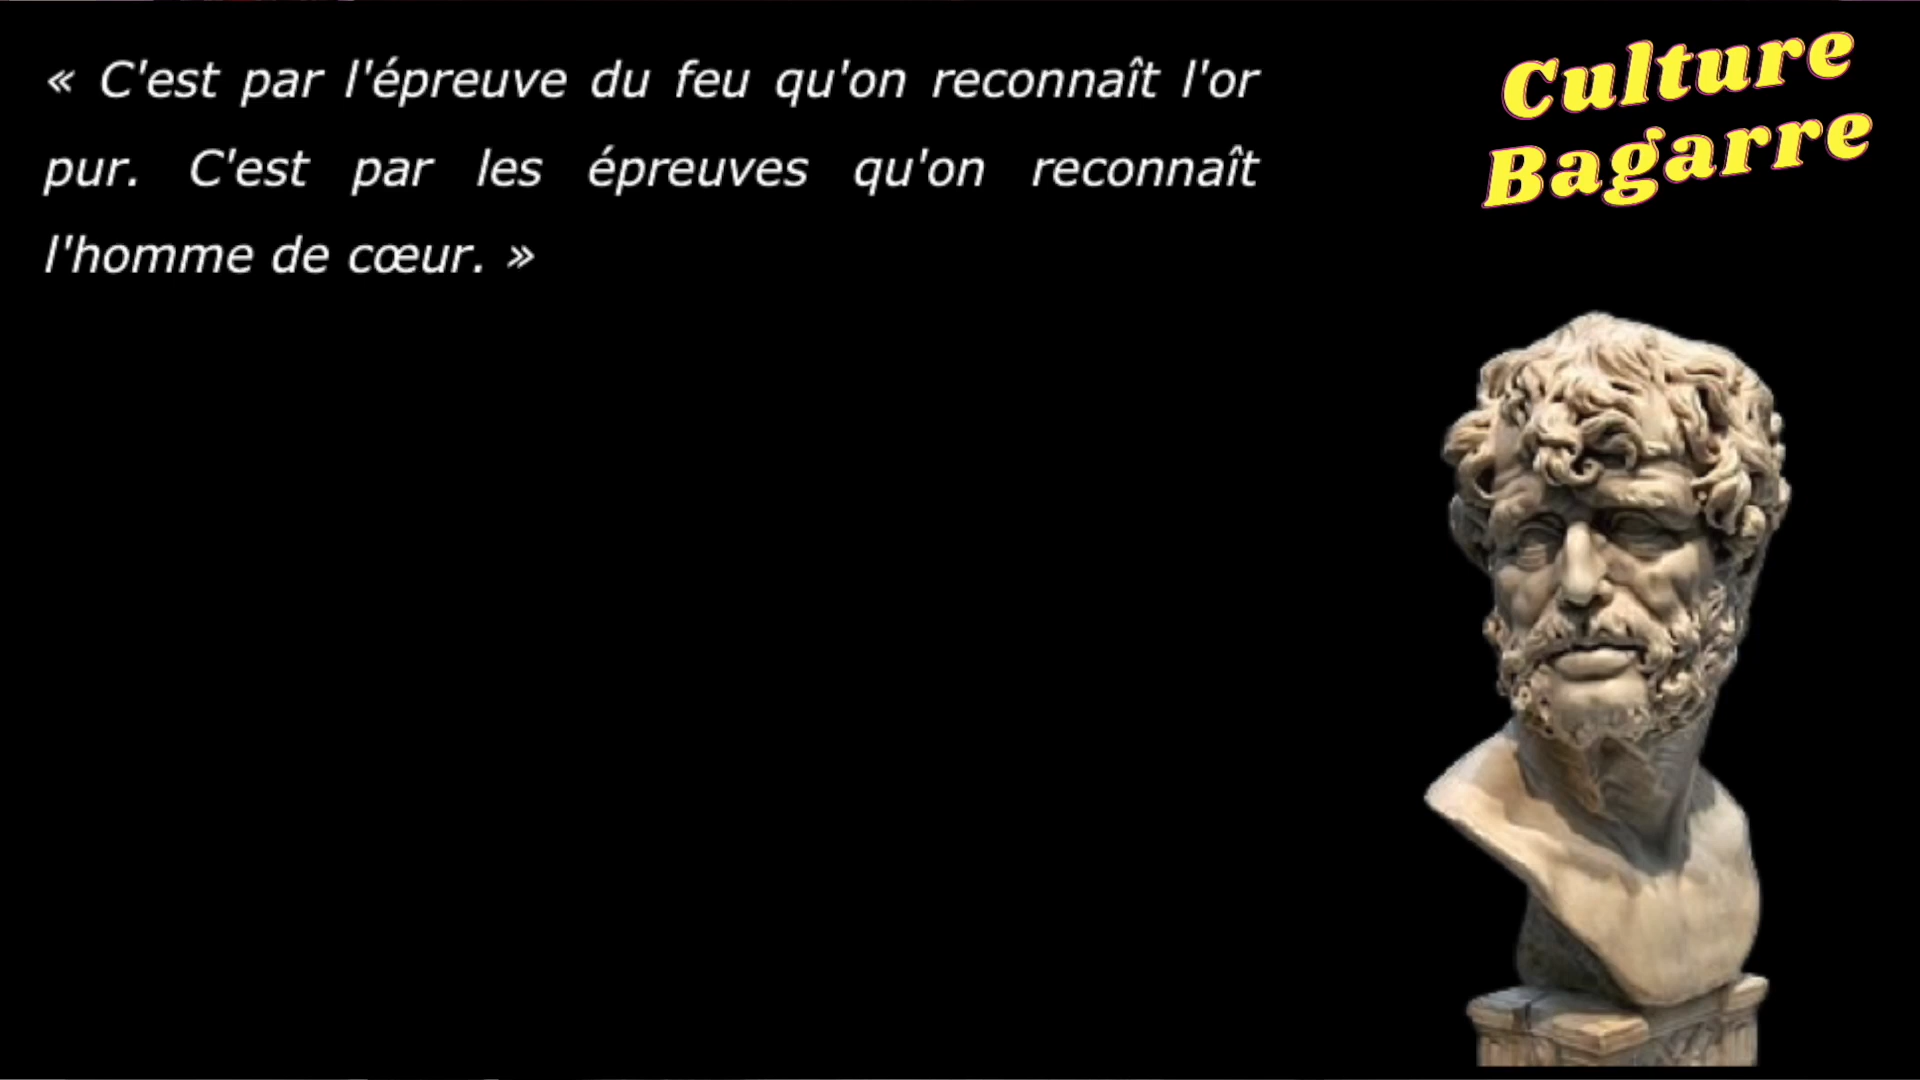 « C'est par l'épreuve du feu qu'on reconnaît l'or
pur. C'est par les épreuves qu'on reconnaît
l'homme de cœur. »
Culture
Bagarre